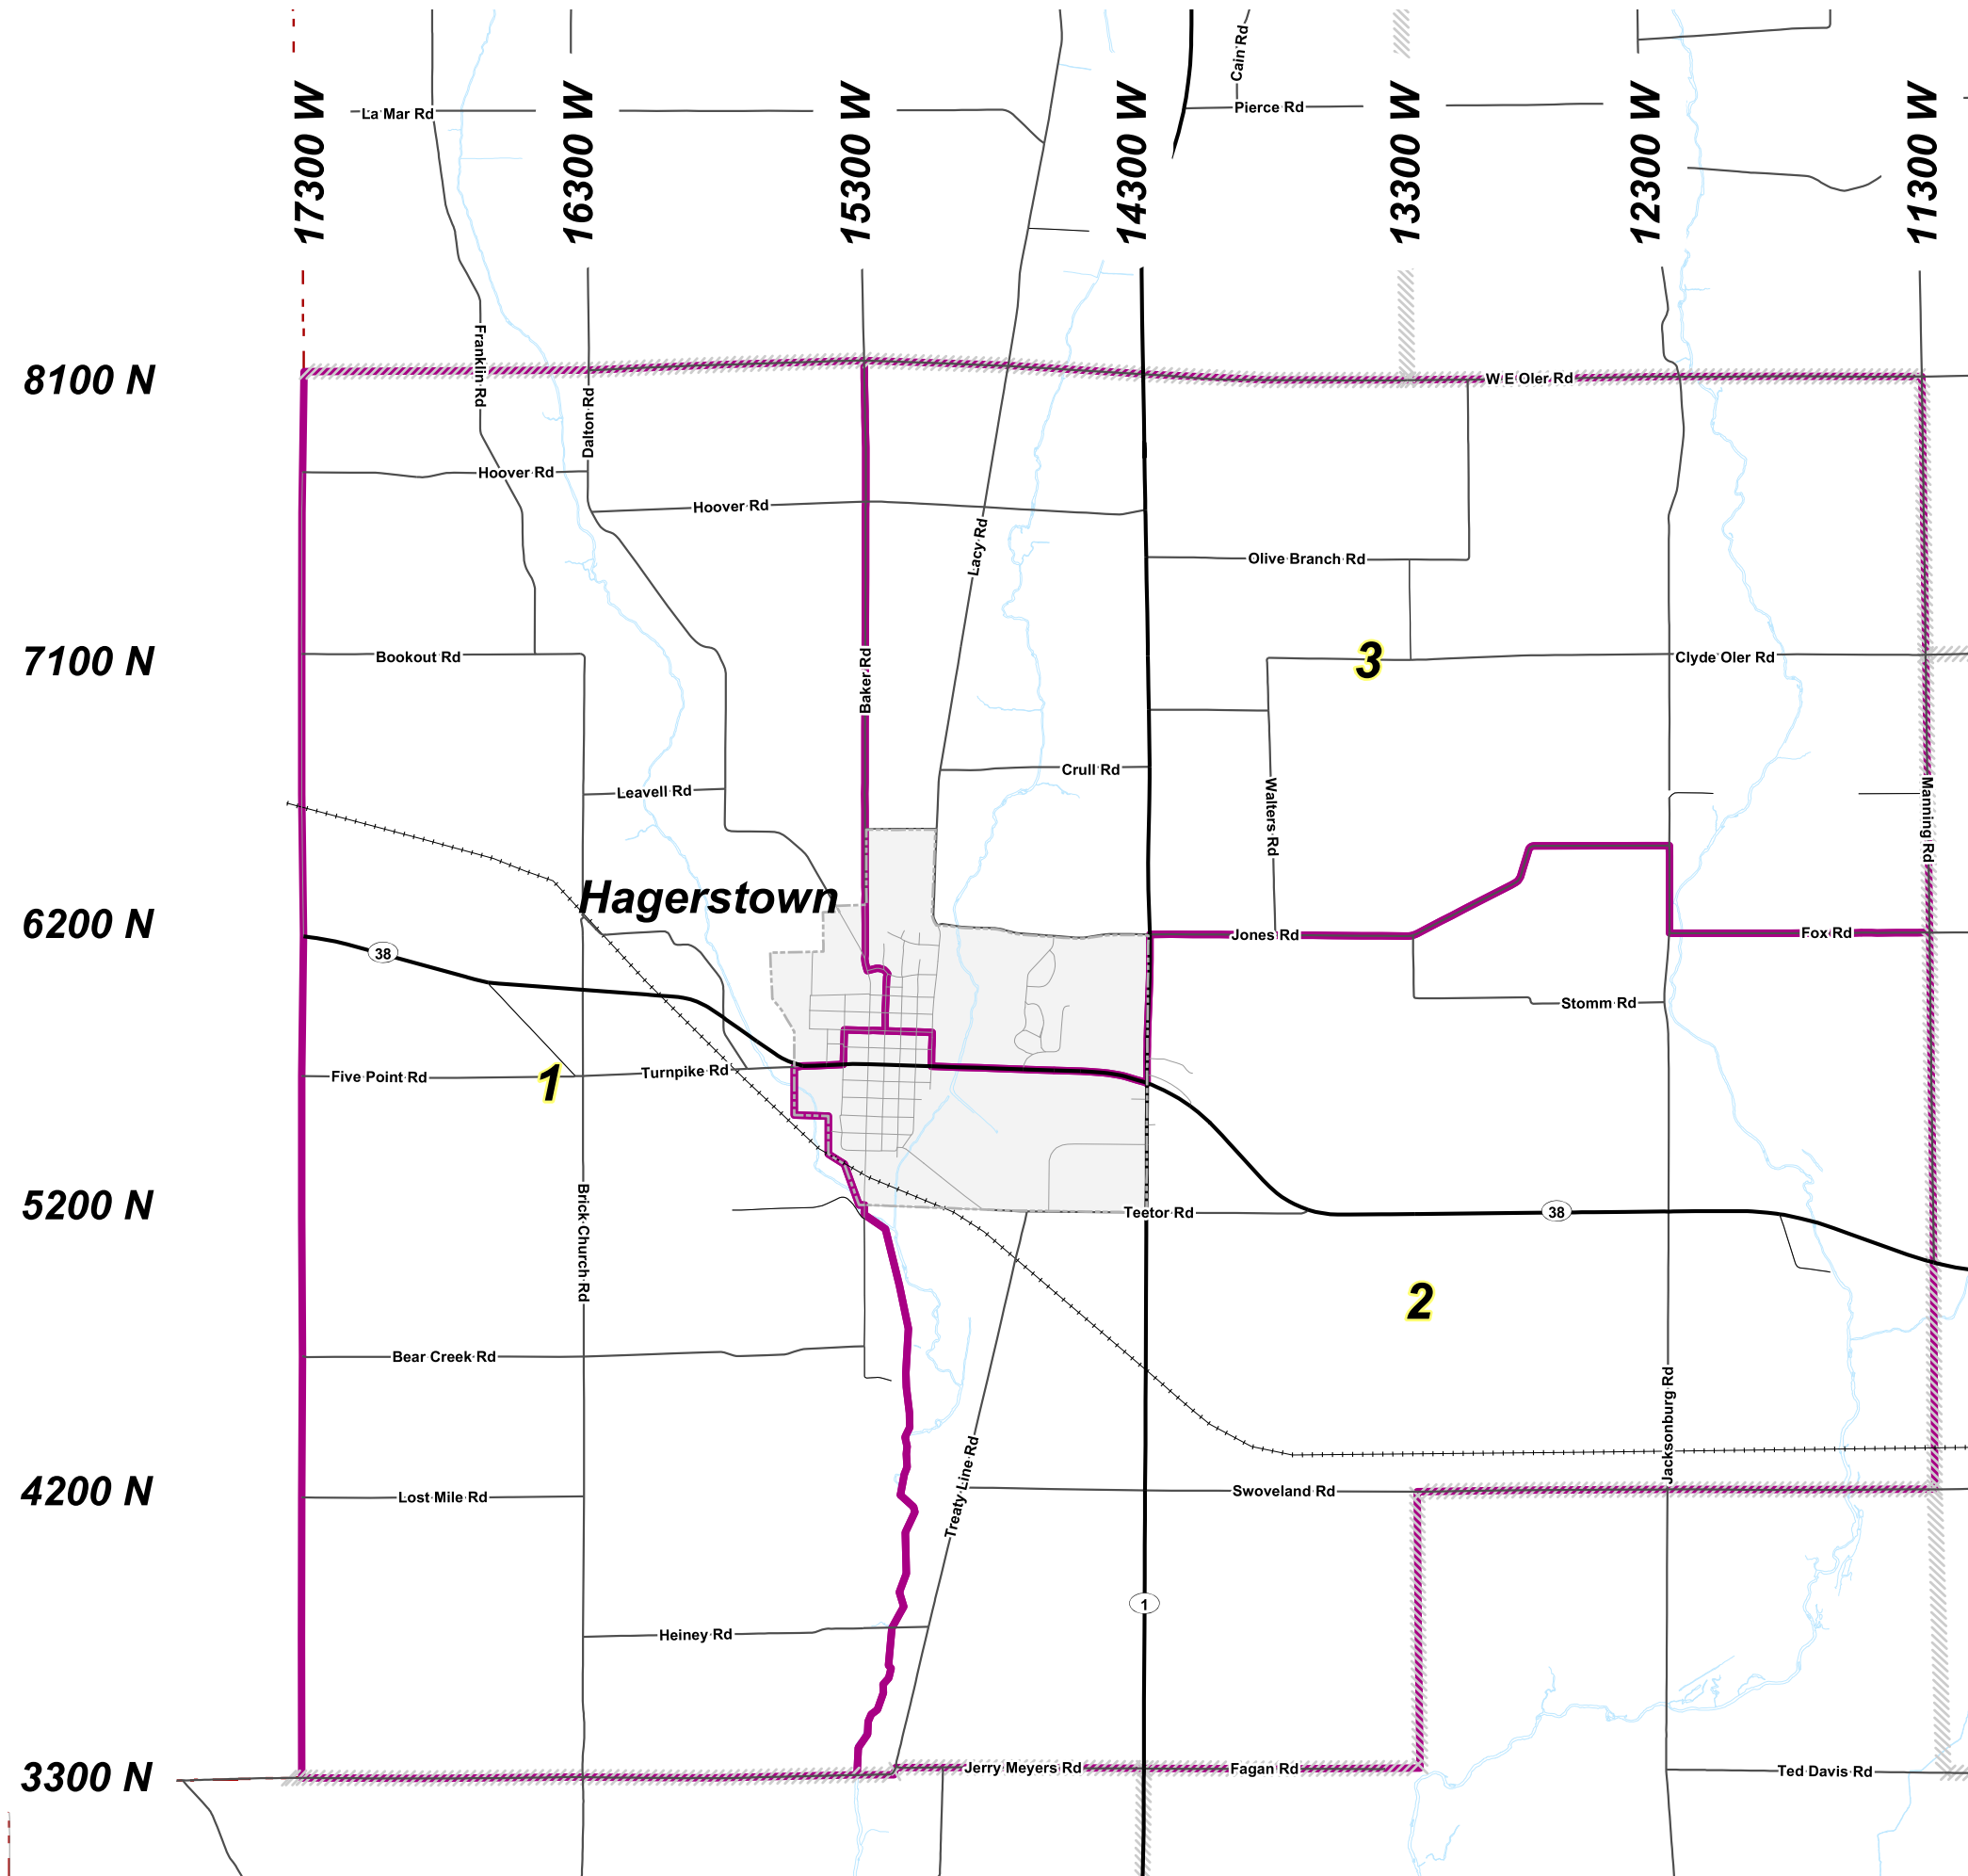 Cain Rd
La Mar Rd
Pierce Rd
17300 W
16300 W
15300 W
14300 W
13300 W
12300 W
11300 W
8100 N
Franklin Rd
W E Oler Rd
Dalton Rd
Hoover Rd
Hoover Rd
Lacy Rd
Olive Branch Rd
7100 N
Bookout Rd
Baker Rd
3
Clyde Oler Rd
Crull Rd
Leavell Rd
Walters Rd
Manning Rd
Hagerstown
6200 N
Jones Rd
Fox Rd
38
Stomm Rd
Five Point Rd
1
Turnpike Rd
5200 N
Brick Church Rd
Teetor Rd
38
2
Bear Creek Rd
Jacksonburg Rd
4200 N
Lost Mile Rd
Treaty Line Rd
Swoveland Rd
1
Heiney Rd
3300 N
Jerry Meyers Rd
Fagan Rd
Ted Davis Rd